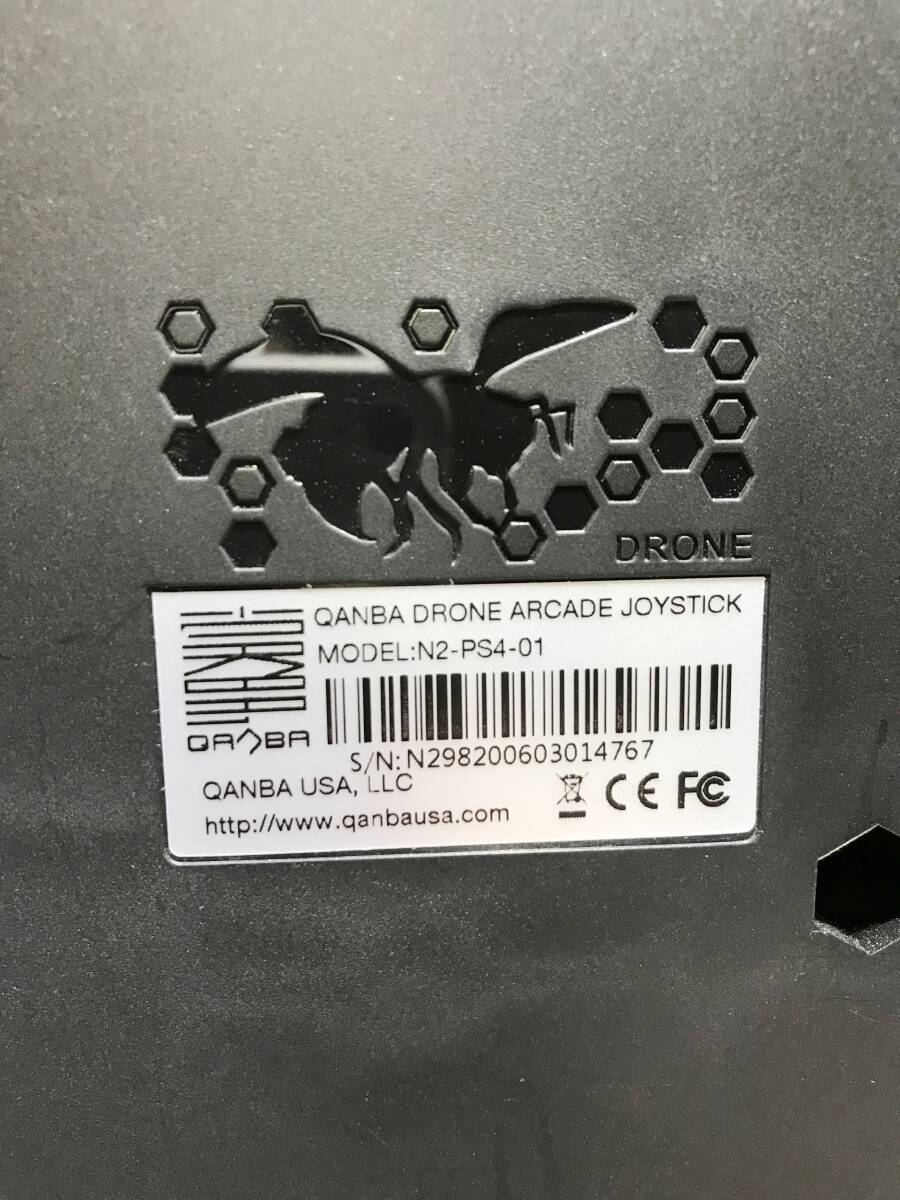 DRONE
QANBA DRONE ARCADE JOYSTICK
MODEL:N2-PS4-01
QANBA
S/N: N298200603014767
QANBA USA, LLC
CE FC
http://www.qanbausa.com